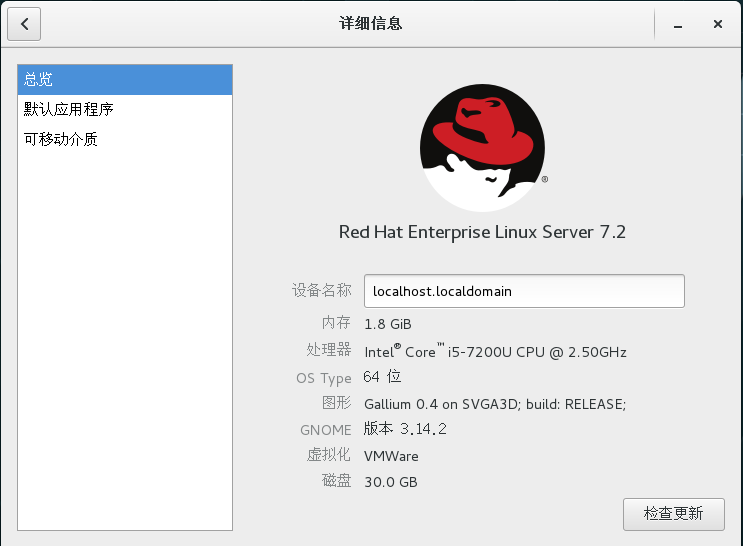 详细信息
总览
默认应用程序
可移动介质
®
Red Hat Enterprise Linux Server 7.2
设备名称 localhost.localdomain
内存 1.8 GiB
处理器 Intel® Core™ i5-7200U CPU @ 2.50GHz
OS Type 64 位
图形 Gallium 0.4 on SVGA3D; build: RELEASE;
GNOME 版本 3.14.2
虚拟化 VMWare
磁盘 30.0 GB
检查更新